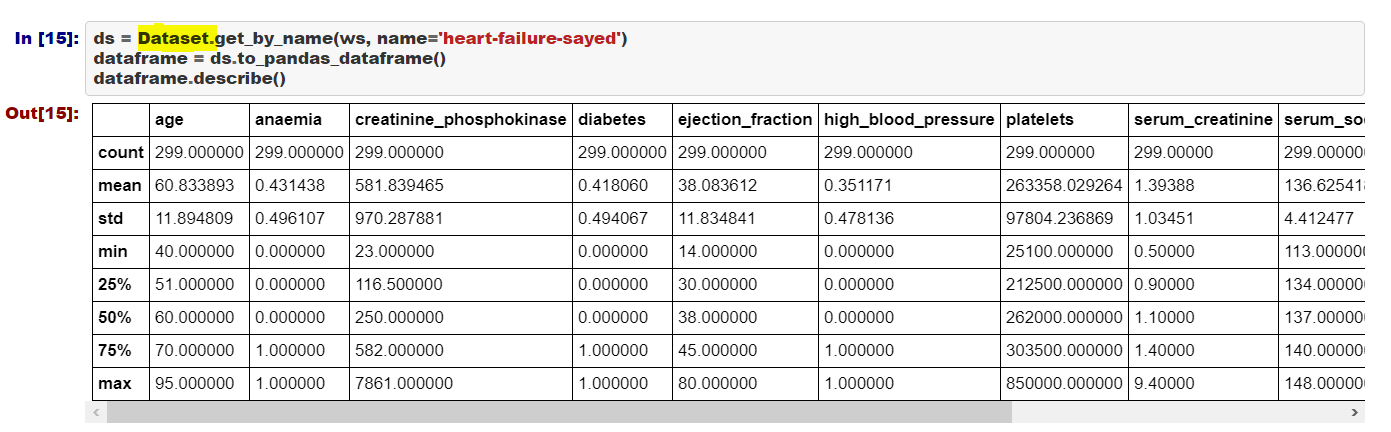 In [15]: ds = Dataset.get_by_name(ws, name='heart-failure-sayed')
dataframe = ds.to_pandas_dataframe()
dataframe.describe()
Out[15]:
age anaemia creatinine_phosphokinase diabetes ejection_fraction high_blood_pressure platelets serum_creatinine serum_so
count 299.000000 299.000000 299.000000 299.000000 299.000000 299.000000 299.000000 299.00000 299.00000
mean 60.833893 0.431438 581.839465 0.418060 38.083612 0.351171 263358.029264 1.39388 136.62541
std 11.894809 0.496107 970.287881 0.494067 11.834841 0.478136 97804.236869 1.03451 4.412477
min 40.000000 0.000000 23.000000 0.000000 14.000000 0.000000 25100.000000 0.50000 113.00000
25% 51.000000 0.000000 116.500000 0.000000 30.000000 0.000000 212500.000000 0.90000 134.00000
50% 60.000000 0.000000 250.000000 0.000000 38.000000 0.000000 262000.000000 1.10000 137.00000
75% 70.000000 1.000000 582.000000 1.000000 45.000000 1.000000 303500.000000 1.40000 140.00000
max 95.000000 1.000000 7861.000000 1.000000 80.000000 1.000000 850000.000000 9.40000 148.00000